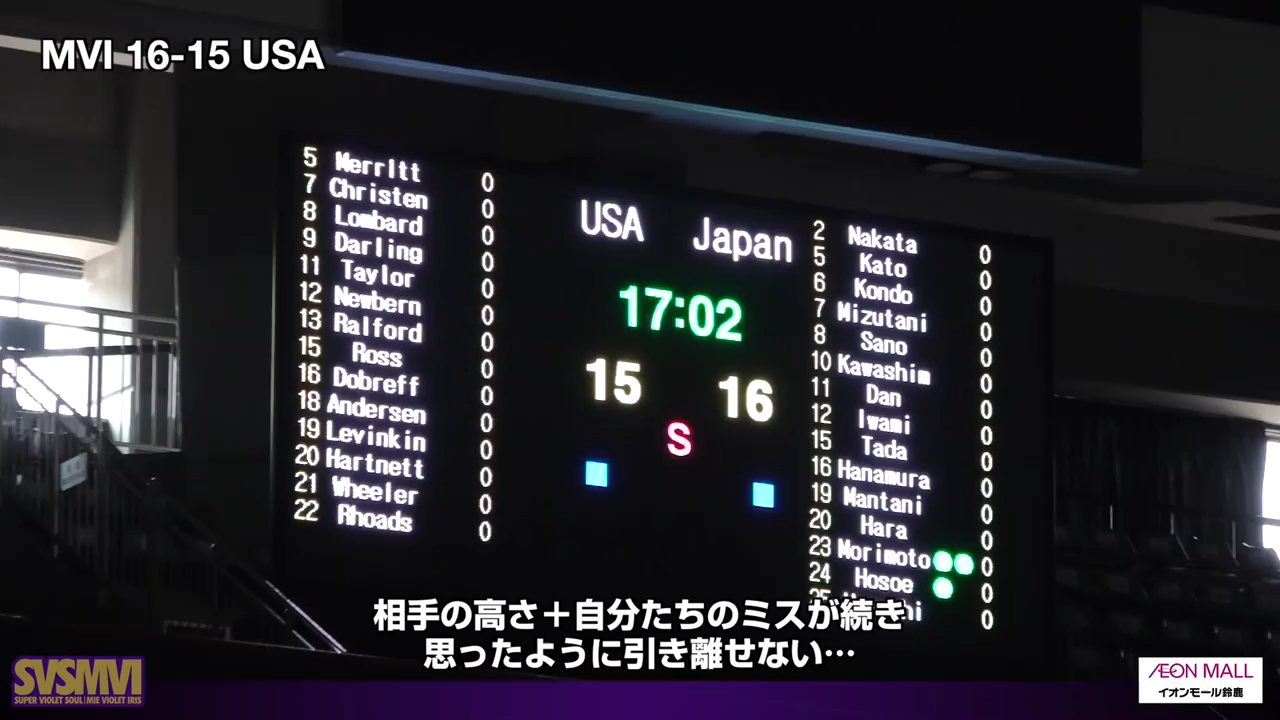 MVI 16-15 USA
5 Merritt 0
7 Christen 0
8 Lombard 0
9 Darling 0
11 Taylor 0
12 Newbern 0
13 Ralford 0
15 Ross 0
16 Dobreff 0
18 Andersen 0
19 Levinkin 0
20 Hartnett 0
21 Wheeler 0
22 Rhoads 0
USA Japan
17:02
15 16
S
2 Nakata 0
5 Kato 0
6 Kondo 0
7 Mizutani 0
8 Sano 0
10 Kawashim 0
11 Dan 0
12 Iwami 0
15 Tada 0
16 Hanamura 0
19 Mantani 0
20 Hara 0
23 Morimoto 0
24 Hosoe 0
0
相手の高さ＋自分たちのミスが続き
思ったように引き離せない…
SVSMVI
SUPER VIOLET SOUL | MIE VIOLET IRIS
ÆON MALL
イオンモール鈴鹿